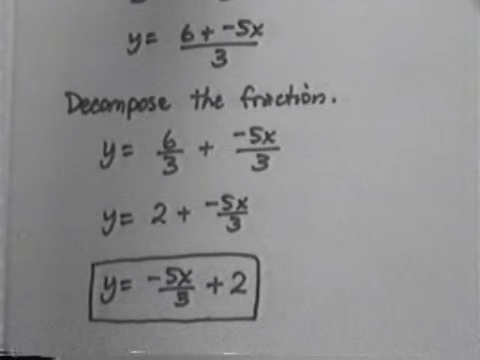 y = 6 + -5x / 3
Decompose the fraction.
y = 6/3 + -5x/3
y = 2 + -5x/3
y = -5x/3 + 2